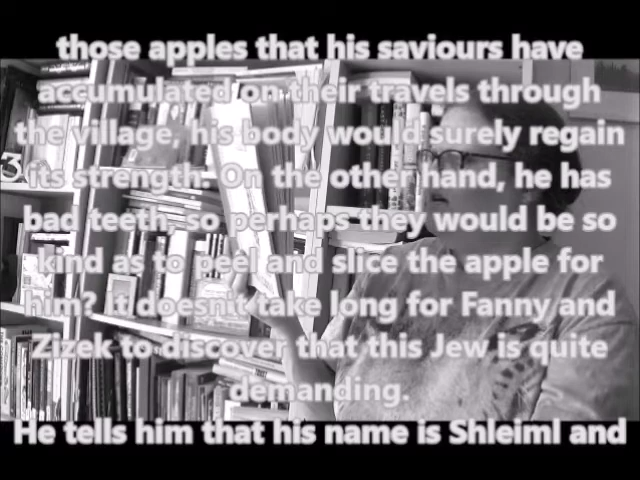 those apples that his saviours have
accumulated on their travels through
the village, his body would surely regain
its strength. On the other hand, he has
bad teeth, so perhaps they would be so
kind as to peel and slice the apple for
him? It doesn't take long for Fanny and
Zizek to discover that this Jew is quite
demanding.
He tells him that his name is Shleiml and